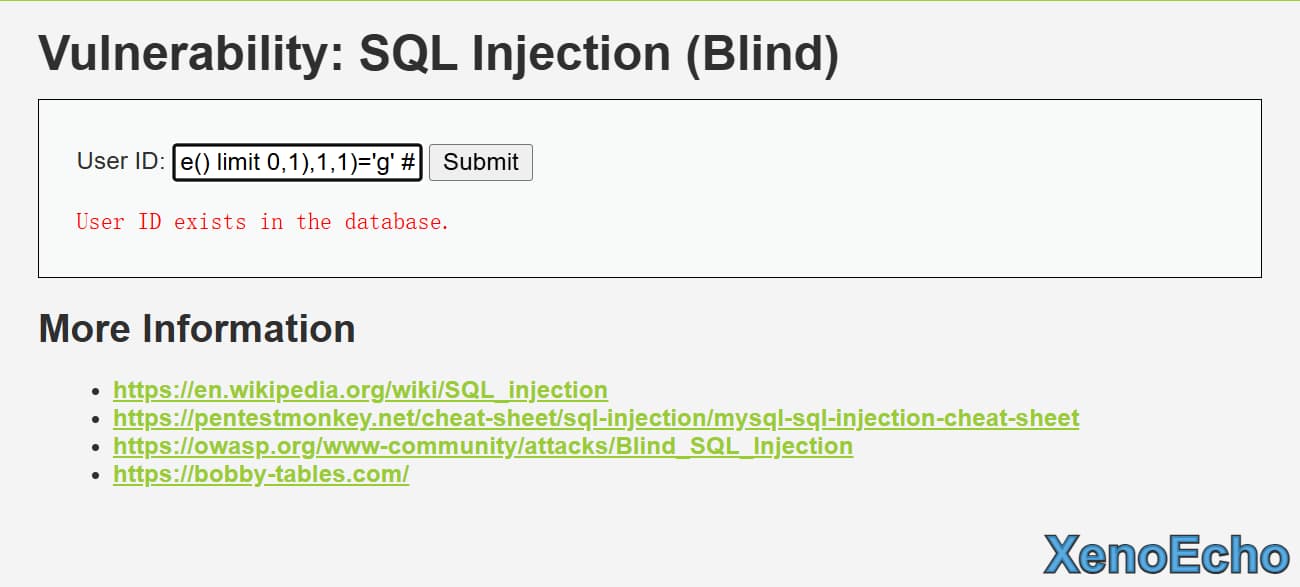 Vulnerability: SQL Injection (Blind)
User ID: e() limit 0,1),1,1)='g' # Submit
User ID exists in the database.
More Information
https://en.wikipedia.org/wiki/SQL_injection
https://pentestmonkey.net/cheat-sheet/sql-injection/mysql-sql-injection-cheat-sheet
https://owasp.org/www-community/attacks/Blind_SQL_Injection
https://bobby-tables.com/
XenoEcho